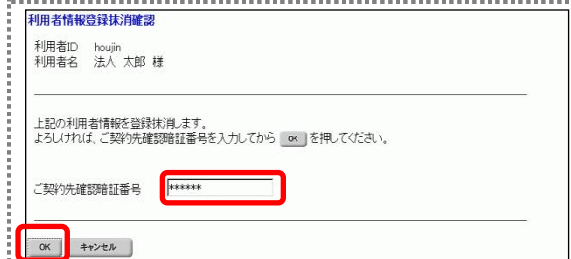 利用者情報登録抹消確認
利用者ID houjin
利用者名 法人 太郎 様
上記の利用者情報を登録抹消します。
よろしければ、ご契約先確認暗証番号を入力してから OK を押してください。
ご契約先確認暗証番号 ******
OK キャンセル